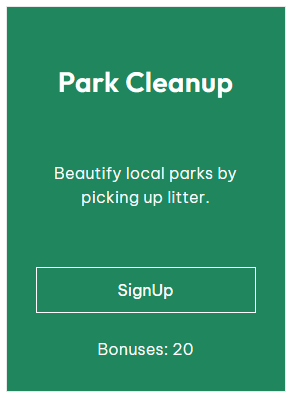 Park Cleanup
Beautify local parks by
picking up litter.
SignUp
Bonuses: 20